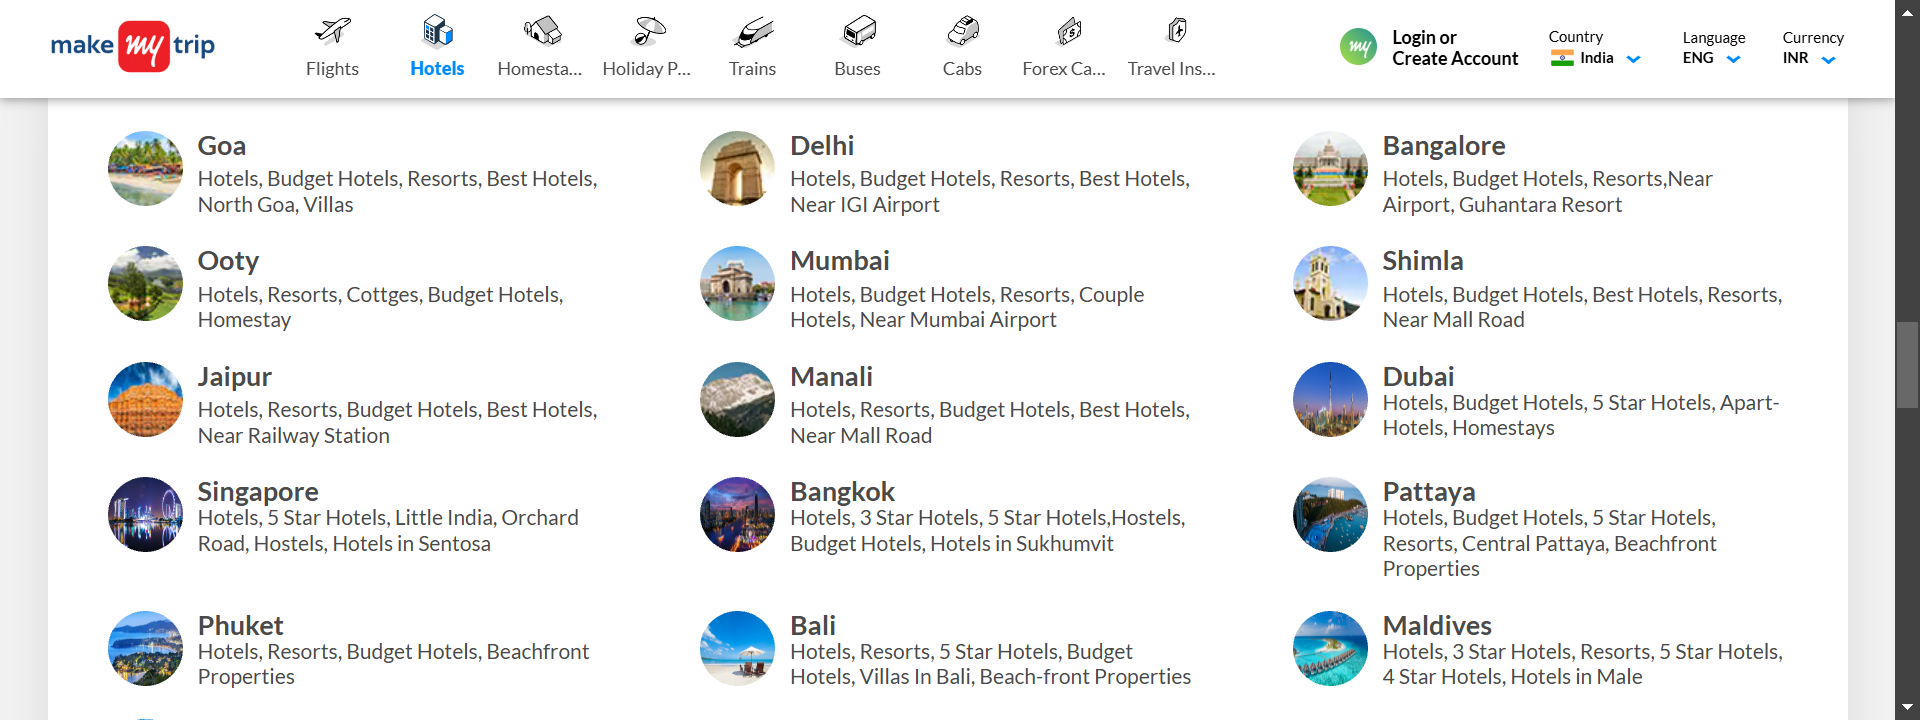 make my trip
Flights
Hotels
Homesta...
Holiday P...
Trains
Buses
Cabs
Forex Ca...
Travel Ins...
my
Login or
Create Account
Country
India
Language
ENG
Currency
INR
Goa
Hotels, Budget Hotels, Resorts, Best Hotels,
North Goa, Villas
Delhi
Hotels, Budget Hotels, Resorts, Best Hotels,
Near IGI Airport
Bangalore
Hotels, Budget Hotels, Resorts,Near
Airport, Guhantara Resort
Ooty
Hotels, Resorts, Cottges, Budget Hotels,
Homestay
Mumbai
Hotels, Budget Hotels, Resorts, Couple
Hotels, Near Mumbai Airport
Shimla
Hotels, Budget Hotels, Best Hotels, Resorts,
Near Mall Road
Jaipur
Hotels, Resorts, Budget Hotels, Best Hotels,
Near Railway Station
Manali
Hotels, Resorts, Budget Hotels, Best Hotels,
Near Mall Road
Dubai
Hotels, Budget Hotels, 5 Star Hotels, Apart-
Hotels, Homestays
Singapore
Hotels, 5 Star Hotels, Little India, Orchard
Road, Hostels, Hotels in Sentosa
Bangkok
Hotels, 3 Star Hotels, 5 Star Hotels,Hostels,
Budget Hotels, Hotels in Sukhumvit
Pattaya
Hotels, Budget Hotels, 5 Star Hotels,
Resorts, Central Pattaya, Beachfront
Properties
Phuket
Hotels, Resorts, Budget Hotels, Beachfront
Properties
Bali
Hotels, Resorts, 5 Star Hotels, Budget
Hotels, Villas In Bali, Beach-front Properties
Maldives
Hotels, 3 Star Hotels, Resorts, 5 Star Hotels,
4 Star Hotels, Hotels in Male